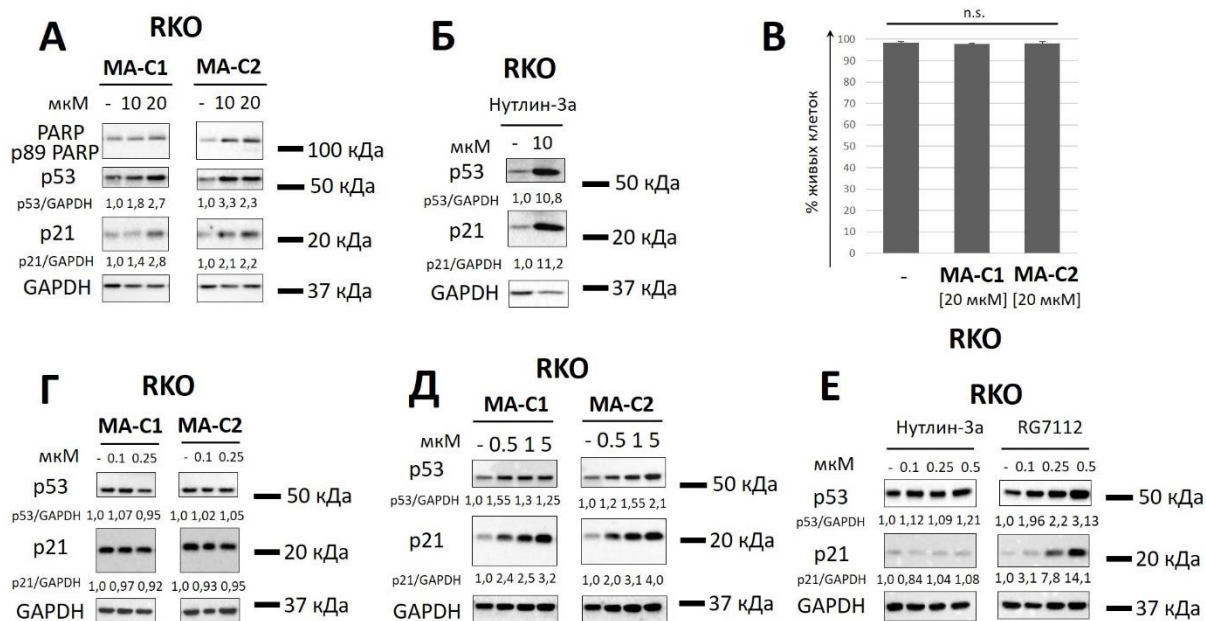 А
RKO
MA-C1 MA-C2
мкМ - 10 20 - 10 20
PARP
p89 PARP
100 кДа
p53
50 кДа
p53/GAPDH 1,0 1,8 2,7 1,0 3,3 2,3
p21
20 кДа
p21/GAPDH 1,0 1,4 2,8 1,0 2,1 2,2
GAPDH
37 кДа
Б
RKO
Нутлин-3a
мкМ - 10
p53
50 кДа
p53/GAPDH 1,0 10,8
p21
20 кДа
p21/GAPDH 1,0 11,2
GAPDH
37 кДа
В
n.s.
% живых клеток
100
90
80
70
60
50
40
30
20
10
0
- MA-C1 MA-C2
[20 мкМ] [20 мкМ]
RKO
Г
RKO
MA-C1 MA-C2
мкМ - 0.1 0.25 - 0.1 0.25
p53
50 кДа
p53/GAPDH 1,0 1,07 0,95 1,0 1,02 1,05
p21
20 кДа
p21/GAPDH 1,0 0,97 0,92 1,0 0,93 0,95
GAPDH
37 кДа
Д
RKO
MA-C1 MA-C2
мкМ - 0.5 1 5 - 0.5 1 5
p53
50 кДа
p53/GAPDH 1,0 1,55 1,3 1,25 1,0 1,2 1,55 2,1
p21
20 кДа
p21/GAPDH 1,0 2,4 2,5 3,2 1,0 2,0 3,1 4,0
GAPDH
37 кДа
Е
RKO
Нутлин-3a RG7112
мкМ - 0.1 0.25 0.5 - 0.1 0.25 0.5
p53
50 кДа
p53/GAPDH 1,0 1,12 1,09 1,21 1,0 1,96 2,2 3,13
p21
20 кДа
p21/GAPDH 1,0 0,84 1,04 1,08 1,0 3,1 7,8 14,1
GAPDH
37 кДа